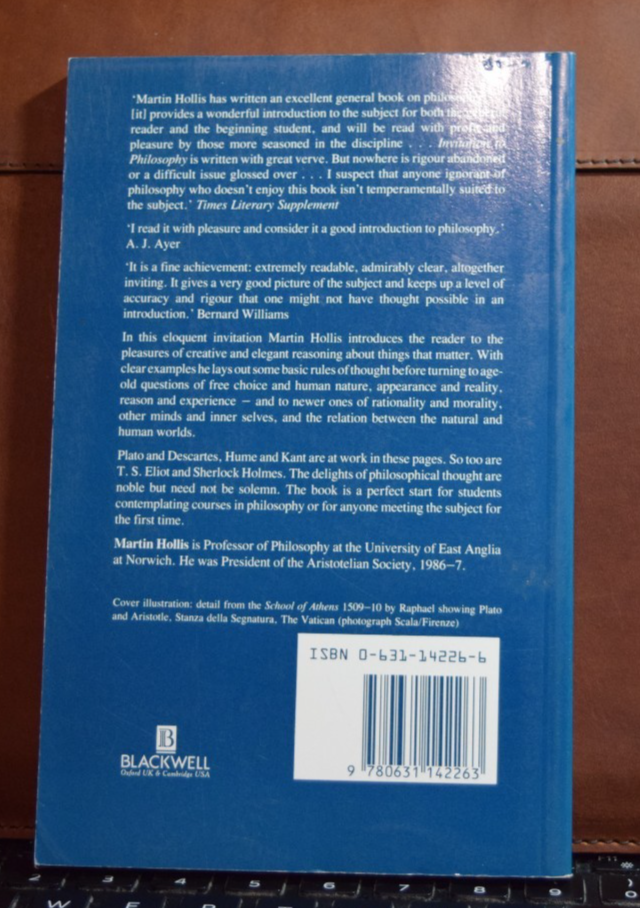 'Martin Hollis has written an excellent general book on
[it] provides a wonderful introduction to the subject for both the general
reader and the beginning student, and will be read with profit and
pleasure by those more seasoned in the discipline . . . Invitation to
Philosophy is written with great verve. But nowhere is rigour abandoned
or a difficult issue glossed over . . . I suspect that anyone ignorant of
philosophy who doesn't enjoy this book isn't temperamentally suited to
the subject.' Times Literary Supplement
'I read it with pleasure and consider it a good introduction to philosophy.'
A. J. Ayer
'It is a fine achievement: extremely readable, admirably clear, altogether
inviting. It gives a very good picture of the subject and keeps up a level of
accuracy and rigour that one might not have thought possible in an
introduction.' Bernard Williams
In this eloquent invitation Martin Hollis introduces the reader to the
pleasures of creative and elegant reasoning about things that matter. With
clear examples he lays out some basic rules of thought before turning to age-
old questions of free choice and human nature, appearance and reality,
reason and experience – and to newer ones of rationality and morality,
other minds and inner selves, and the relation between the natural and
human worlds.
Plato and Descartes, Hume and Kant are at work in these pages. So too are
T. S. Eliot and Sherlock Holmes. The delights of philosophical thought are
noble but need not be solemn. The book is a perfect start for students
contemplating courses in philosophy or for anyone meeting the subject for
the first time.
Martin Hollis is Professor of Philosophy at the University of East Anglia
at Norwich. He was President of the Aristotelian Society, 1986–7.
Cover illustration: detail from the School of Athens 1509–10 by Raphael showing Plato
and Aristotle, Stanza della Segnatura, The Vatican (photograph Scala/Firenze)
ISBN 0-631-14226-6
9 780631 142263
B
BLACKWELL
Oxford UK & Cambridge USA
2 3 4 5 6 7 8 9 0
W E